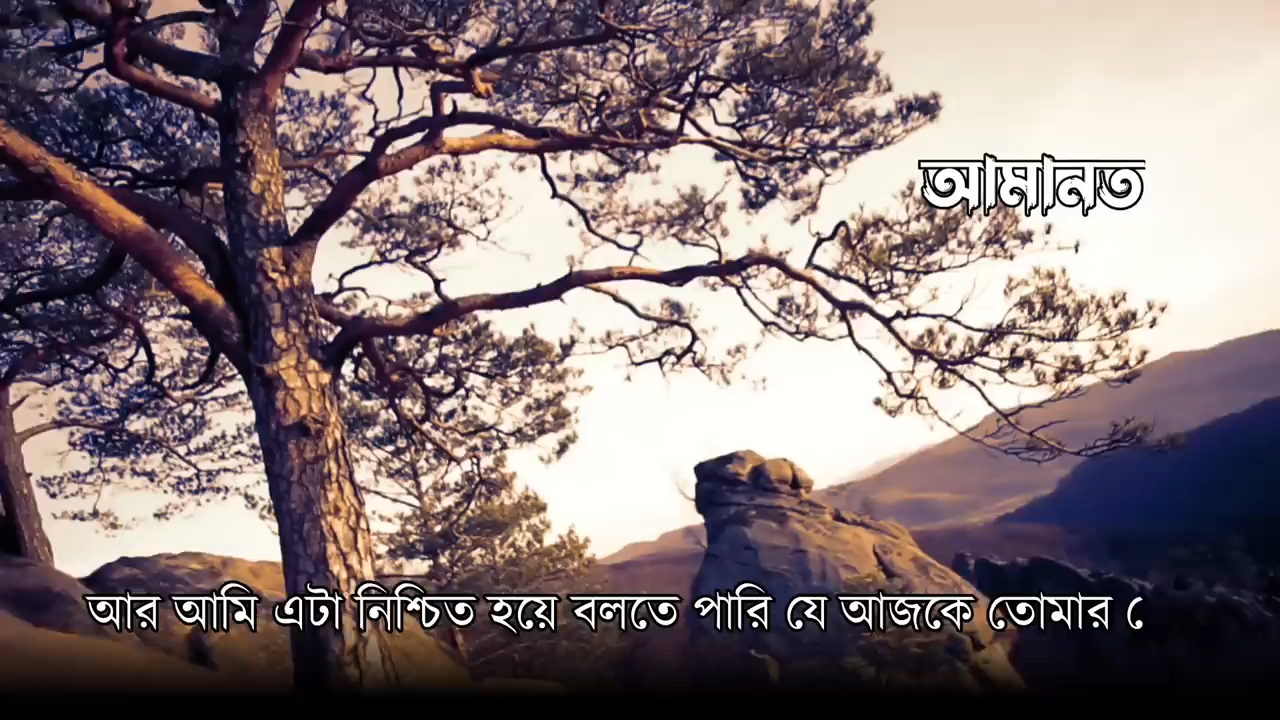 আমানত
আর আমি এটা নিশ্চিত হয়ে বলতে পারি যে আজকে তোমার